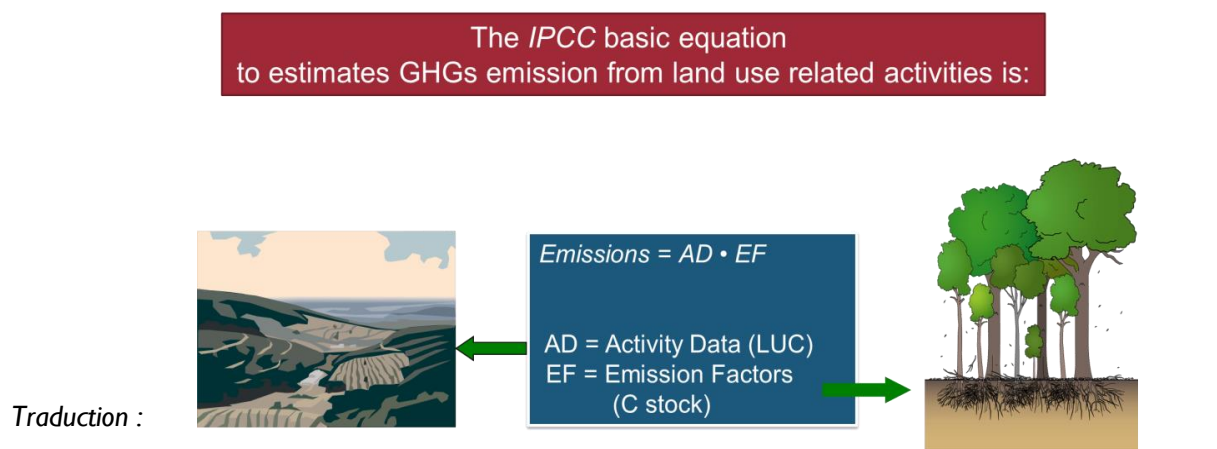 The IPCC basic equation
to estimates GHGs emission from land use related activities is:
Emissions = AD • EF
AD = Activity Data (LUC)
EF = Emission Factors
(C stock)
Traduction :